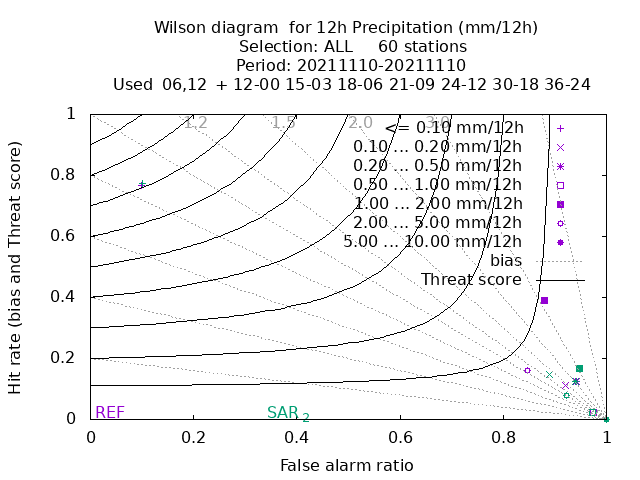 Wilson diagram  for 12h Precipitation (mm/12h)
Selection: ALL     60 stations
Period: 20211110-20211110
Used  06,12  + 12-00 15-03 18-06 21-09 24-12 30-18 36-24
1.2 1.5 2.0 3.0
<= 0.10 mm/12h
0.10 ... 0.20 mm/12h
0.20 ... 0.50 mm/12h
0.50 ... 1.00 mm/12h
1.00 ... 2.00 mm/12h
2.00 ... 5.00 mm/12h
5.00 ... 10.00 mm/12h
bias
Threat score
Hit rate (bias and Threat score)
1
0.8
0.6
0.4
0.2
0
REF SAR 2
0 0.2 0.4 0.6 0.8 1
False alarm ratio